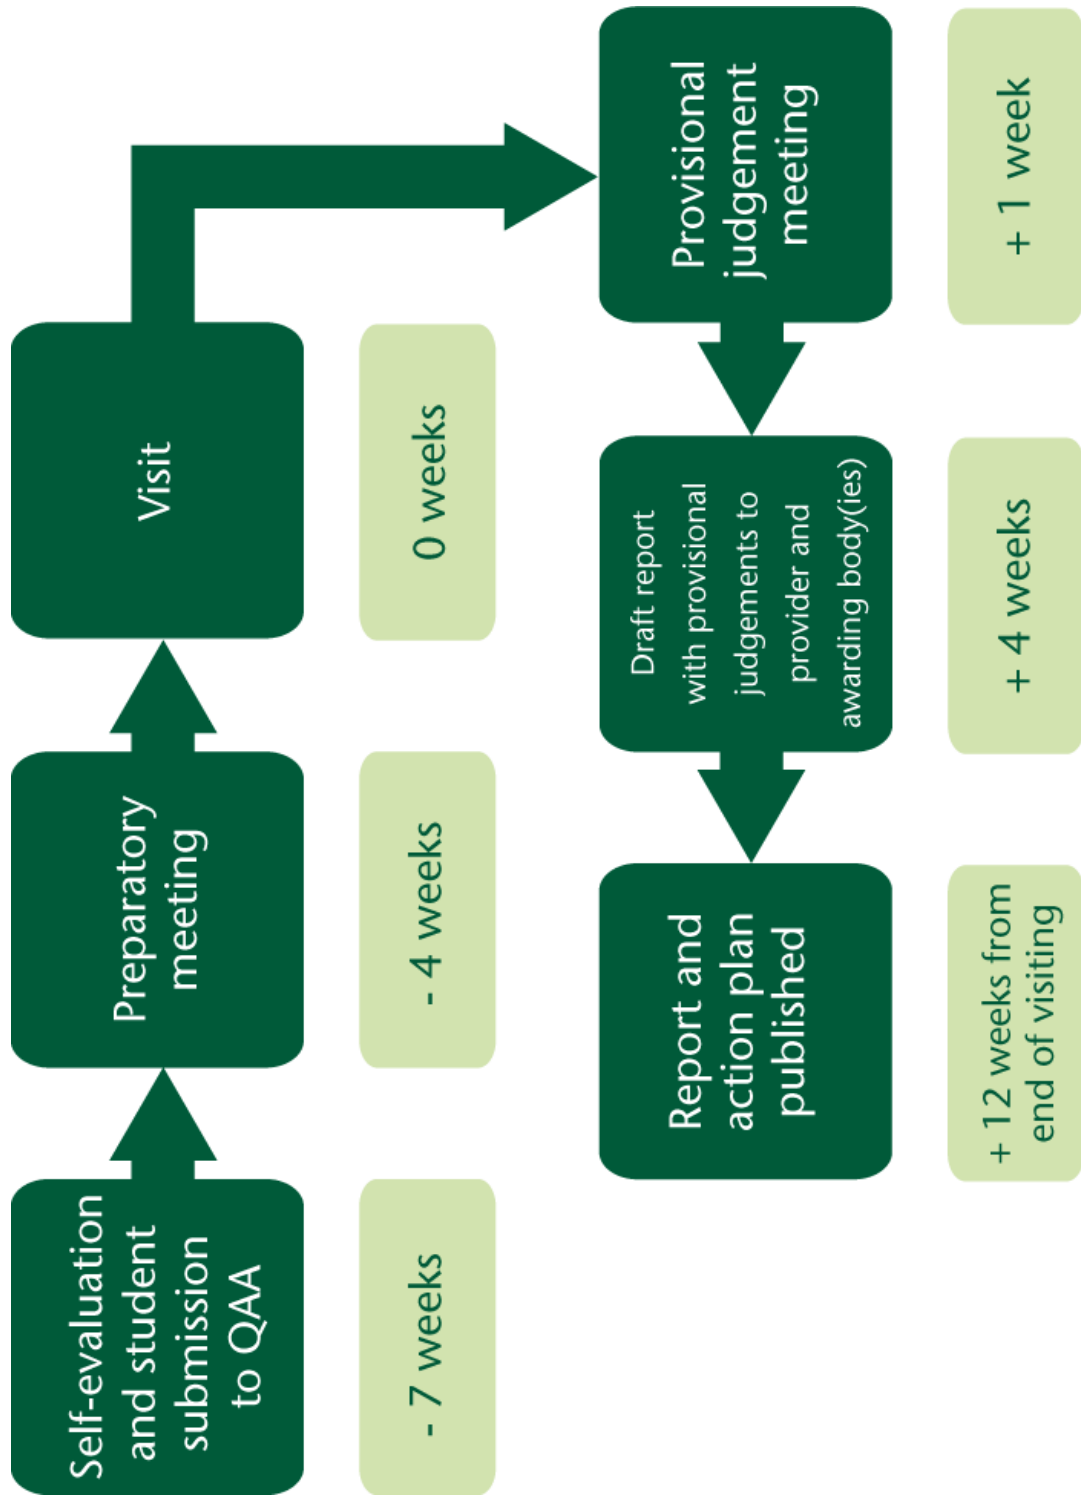 Self-evaluation
and student
submission
to QAA
- 7 weeks
Preparatory
meeting
- 4 weeks
Visit
0 weeks
Provisional
judgement
meeting
+ 1 week
Draft report
with provisional
judgements to
provider and
awarding body(ies)
+ 4 weeks
Report and
action plan
published
+ 12 weeks from
end of visiting